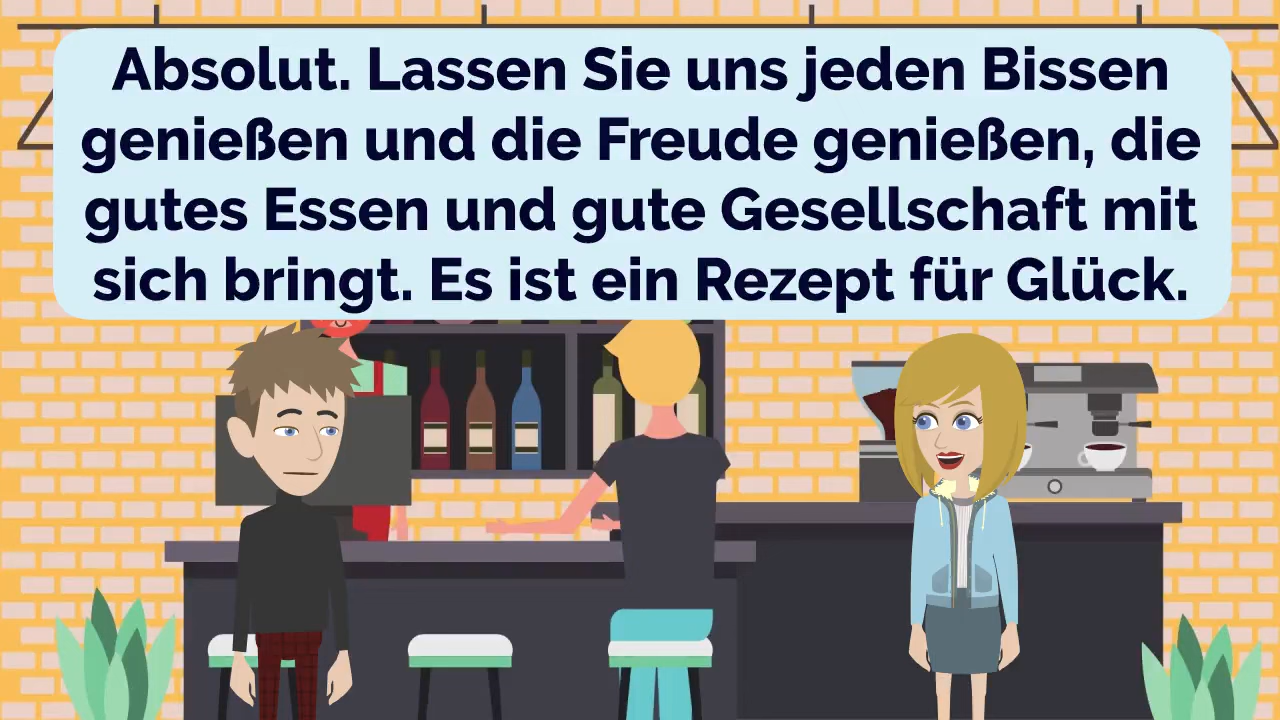 Absolut. Lassen Sie uns jeden Bissen
genießen und die Freude genießen, die
gutes Essen und gute Gesellschaft mit
sich bringt. Es ist ein Rezept für Glück.